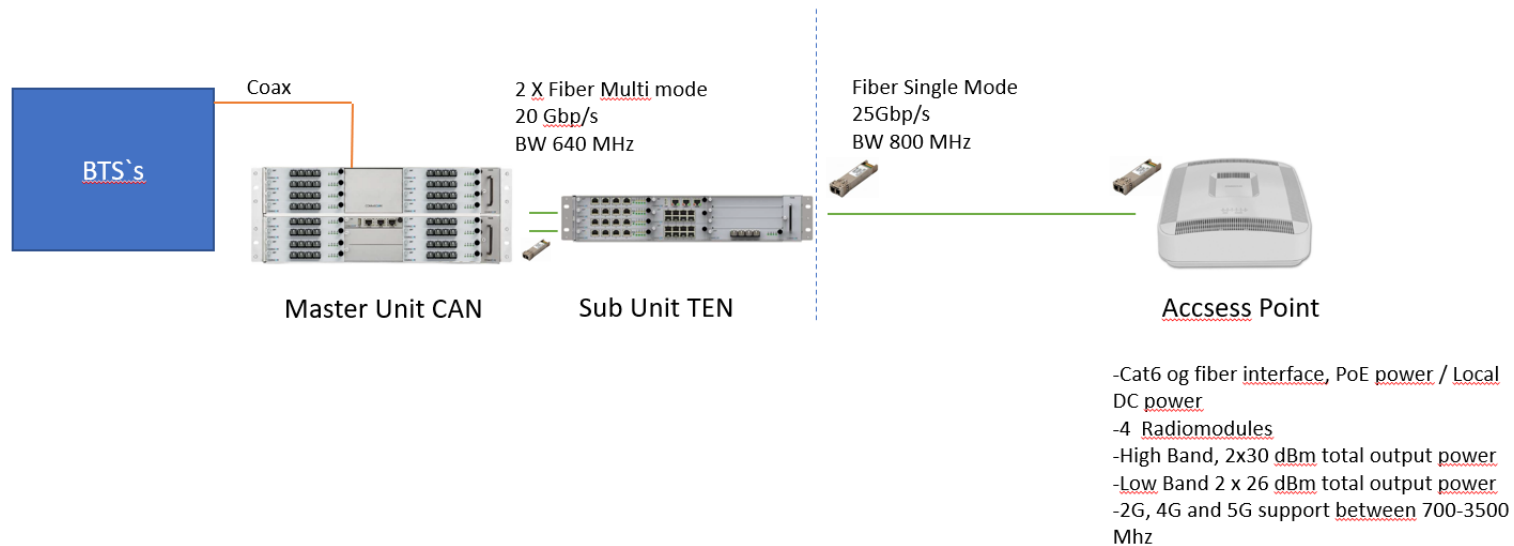 BTS`s
Coax
Master Unit CAN
2 X Fiber Multi mode
20 Gbp/s
BW 640 MHz
Sub Unit TEN
Fiber Single Mode
25Gbp/s
BW 800 MHz
Accsess Point
-Cat6 og fiber interface, PoE power / Local
DC power
-4  Radiomodules
-High Band, 2x30 dBm total output power
-Low Band 2 x 26 dBm total output power
-2G, 4G and 5G support between 700-3500
Mhz